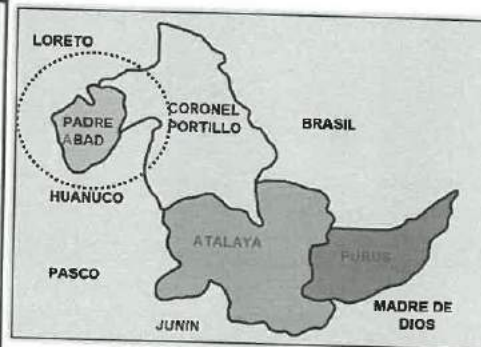 LORETO
PADRE
ABAD
CORONEL
PORTILLO
BRASIL
HUANUCO
ATALAYA
PURUS
PASCO
MADRE DE
DIOS
JUNIN